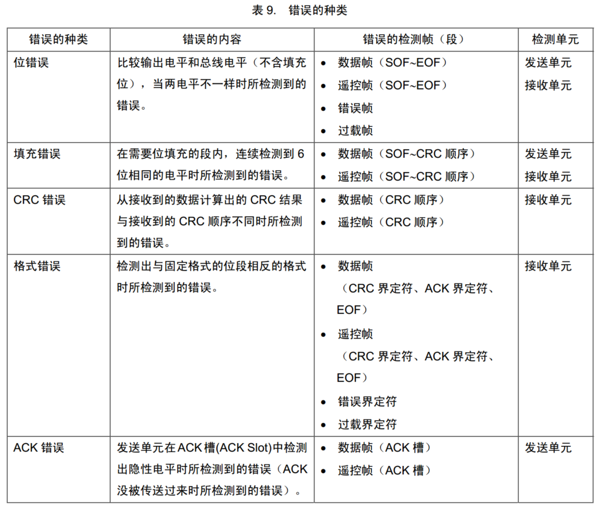 表 9. 错误的种类
错误的种类 错误的内容 错误的检测帧（段） 检测单元
位错误
比较输出电平和总线电平（不含填充
位），当两电平不一样时所检测到的
错误。
● 数据帧（SOF~EOF）
● 遥控帧（SOF~EOF）
● 错误帧
● 过载帧
发送单元
接收单元
填充错误
在需要位填充的段内，连续检测到 6
位相同的电平时所检测到的错误。
● 数据帧（SOF~CRC 顺序）
● 遥控帧（SOF~CRC 顺序）
发送单元
接收单元
CRC 错误
从接收到的数据计算出的 CRC 结果
与接收到的 CRC 顺序不同时所检测
到的错误。
● 数据帧（CRC 顺序）
● 遥控帧（CRC 顺序）
接收单元
格式错误
检测出与固定格式的位段相反的格式
时所检测到的错误。
● 数据帧
（CRC 界定符、ACK 界定符、
EOF）
● 遥控帧
（CRC 界定符、ACK 界定符、
EOF）
● 错误界定符
● 过载界定符
接收单元
ACK 错误
发送单元在 ACK 槽(ACK Slot)中检测
出隐性电平时所检测到的错误（ACK
没被传送过来时所检测到的错误）。
● 数据帧（ACK 槽）
● 遥控帧（ACK 槽）
发送单元